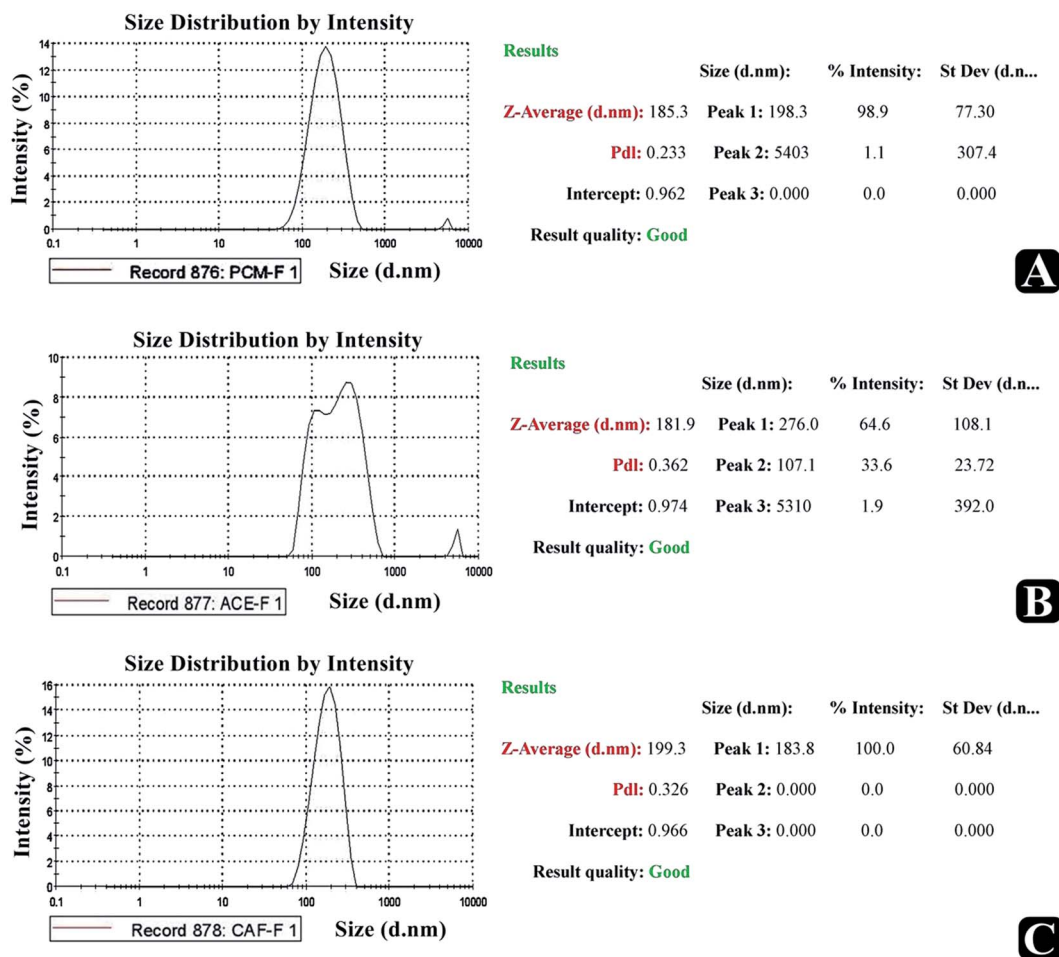 Size Distribution by Intensity
Intensity (%)
14
12
10
8
6
4
2
0
0.1 1 10 100 1000 10000
Record 876: PCM-F 1
Size (d.nm)
Results
Size (d.nm): % Intensity: St Dev (d.n...
Z-Average (d.nm): 185.3 Peak 1: 198.3 98.9 77.30
Pdl: 0.233 Peak 2: 5403 1.1 307.4
Intercept: 0.962 Peak 3: 0.000 0.0 0.000
Result quality: Good
A
Size Distribution by Intensity
Intensity (%)
10
8
6
4
2
0
0.1 1 10 100 1000 10000
Record 877: ACE-F 1
Size (d.nm)
Results
Size (d.nm): % Intensity: St Dev (d.n...
Z-Average (d.nm): 181.9 Peak 1: 276.0 64.6 108.1
Pdl: 0.362 Peak 2: 107.1 33.6 23.72
Intercept: 0.974 Peak 3: 5310 1.9 392.0
Result quality: Good
B
Size Distribution by Intensity
Intensity (%)
16
14
12
10
8
6
4
2
0
0.1 1 10 100 1000 10000
Record 878: CAF-F 1
Size (d.nm)
Results
Size (d.nm): % Intensity: St Dev (d.n...
Z-Average (d.nm): 199.3 Peak 1: 183.8 100.0 60.84
Pdl: 0.326 Peak 2: 0.000 0.0 0.000
Intercept: 0.966 Peak 3: 0.000 0.0 0.000
Result quality: Good
C